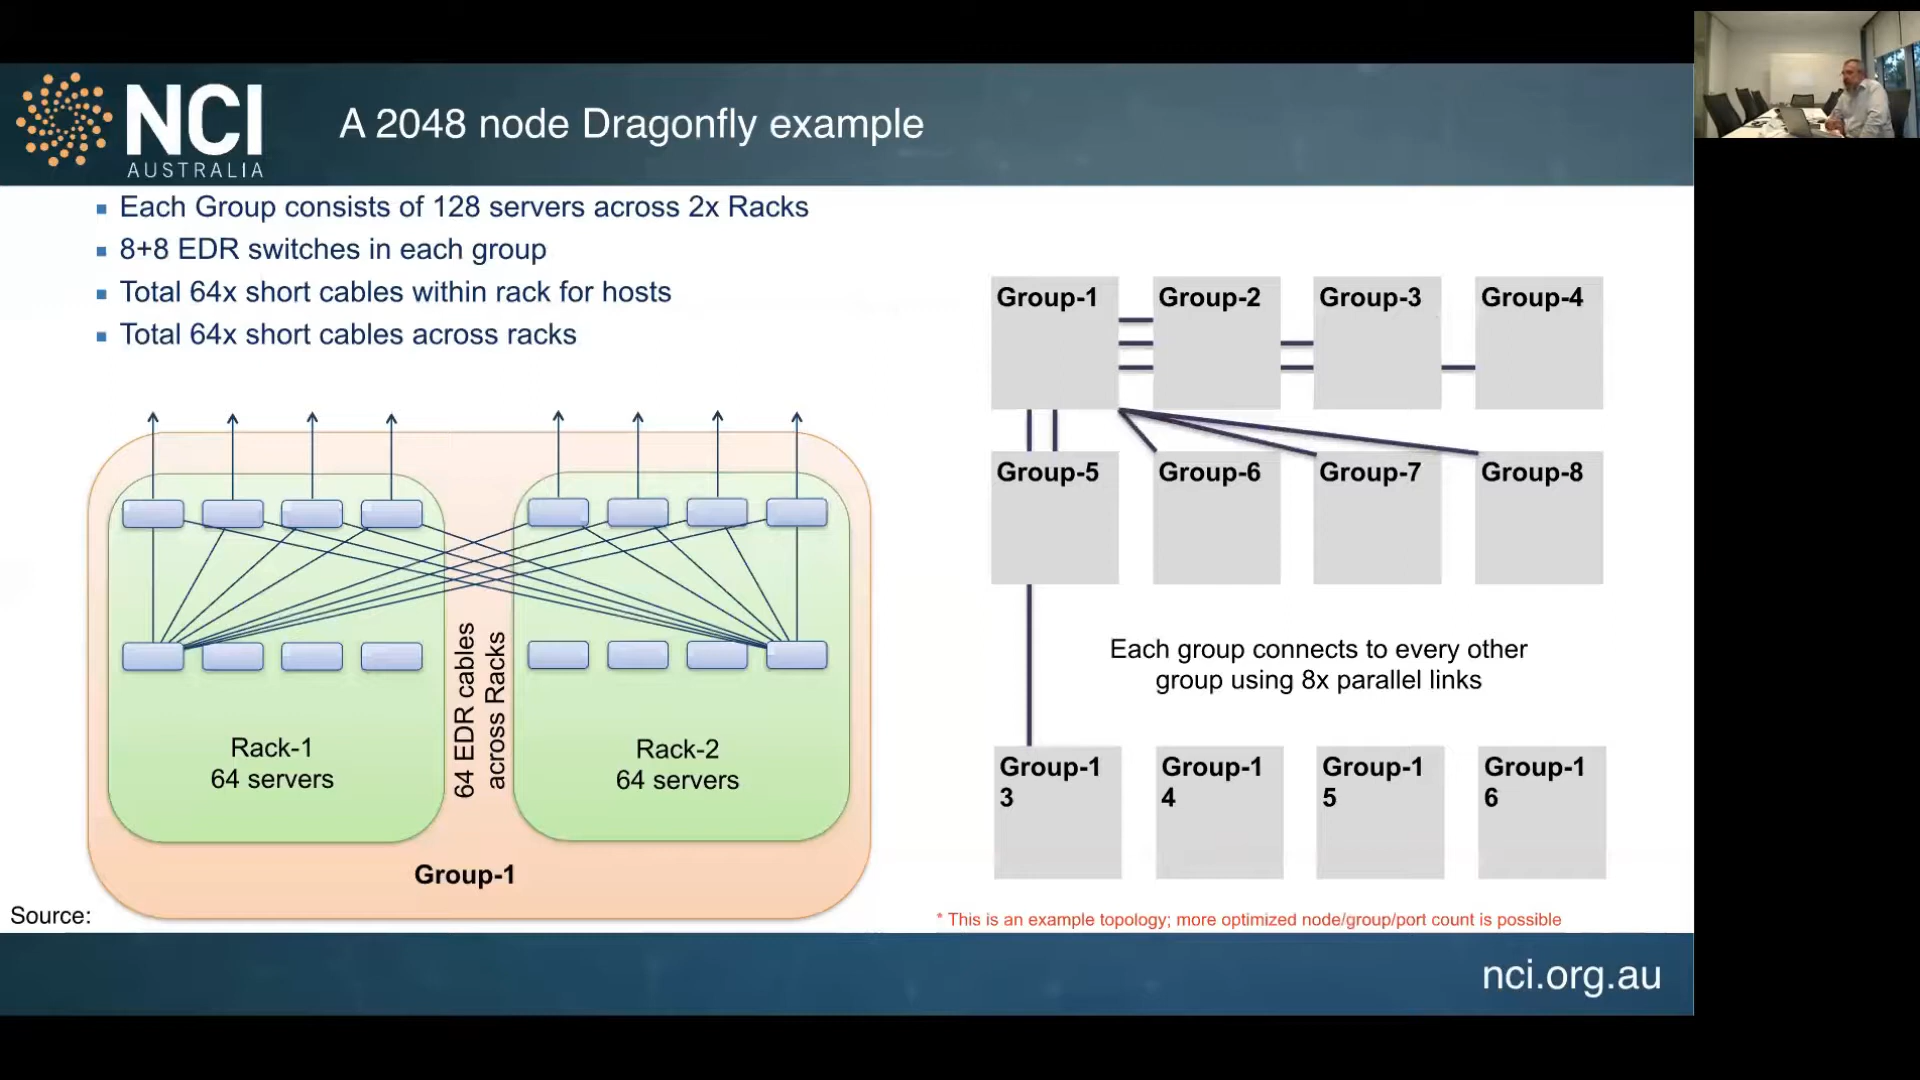 NCI
AUSTRALIA
A 2048 node Dragonfly example
Each Group consists of 128 servers across 2x Racks
8+8 EDR switches in each group
Total 64x short cables within rack for hosts
Total 64x short cables across racks
Rack-1
64 servers
64 EDR cables
across Racks
Rack-2
64 servers
Group-1
Source:
Group-1
Group-2
Group-3
Group-4
Group-5
Group-6
Group-7
Group-8
Each group connects to every other
group using 8x parallel links
Group-1
3
Group-1
4
Group-1
5
Group-1
6
* This is an example topology; more optimized node/group/port count is possible
nci.org.au